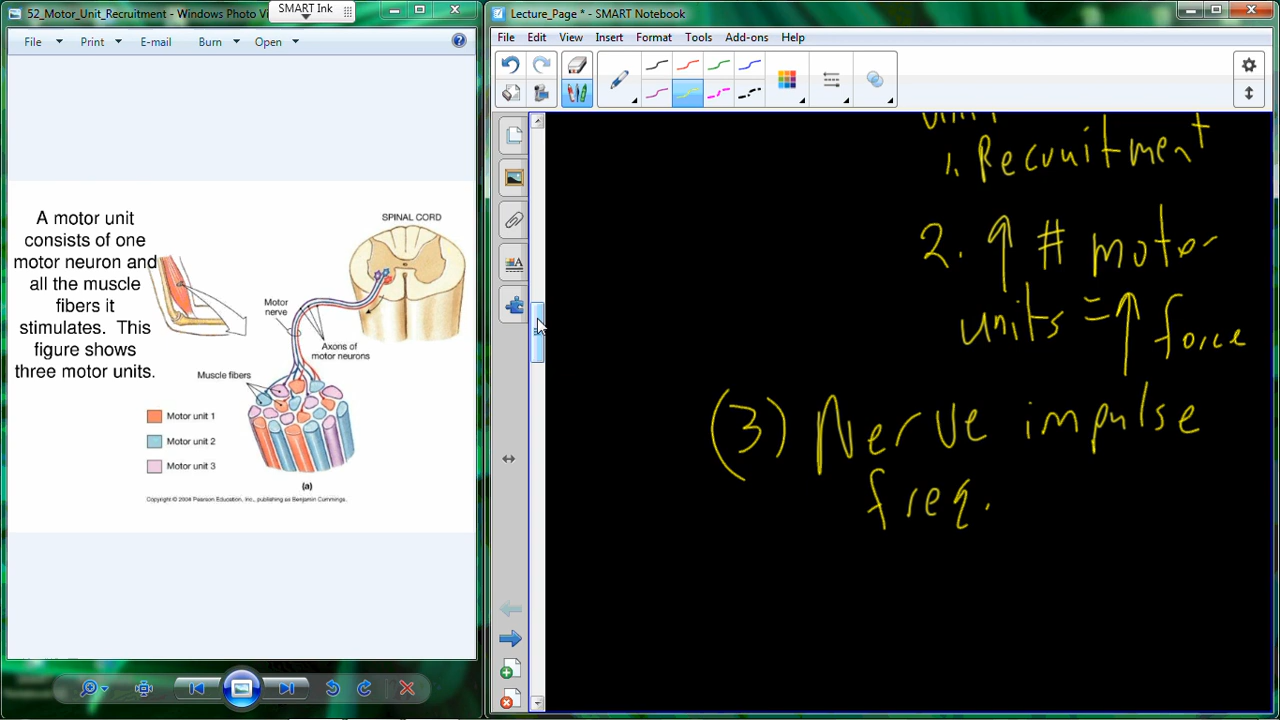 52_Motor_Unit_Recruitment - Windows Photo Vi
SMART Ink
File Print E-mail Burn Open
A motor unit
consists of one
motor neuron and
all the muscle
fibers it
stimulates. This
figure shows
three motor units.
SPINAL CORD
Motor
nerve
Axons of
motor neurons
Muscle fibers
Motor unit 1
Motor unit 2
Motor unit 3
(a)
Copyright © 2004 Pearson Education, Inc., publishing as Benjamin Cummings.
Lecture_Page * - SMART Notebook
File Edit View Insert Format Tools Add-ons Help
1. Recruitment
2. ↑ # motor
units = ↑ force
(3) Nerve impulse
freq.